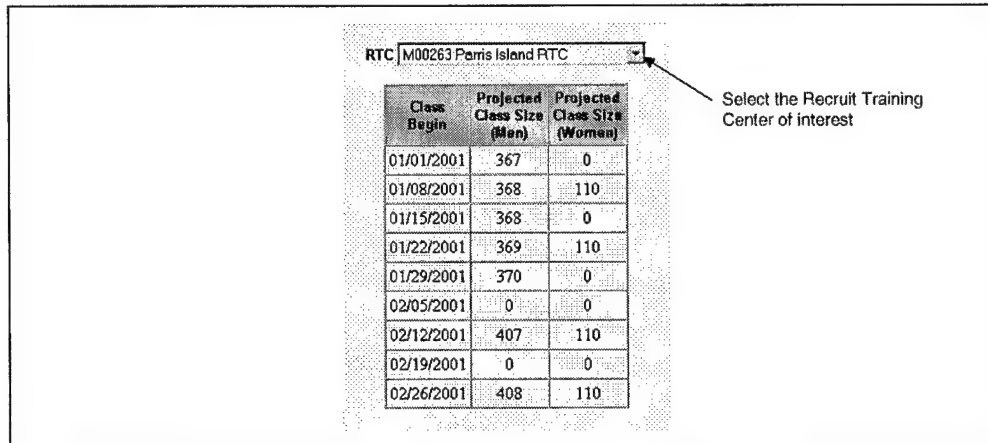 RTC M00263 Parris Island RTC
Select the Recruit Training
Center of interest
Class Begin Projected Class Size (Men) Projected Class Size (Women)
01/01/2001 367 0
01/08/2001 368 110
01/15/2001 368 0
01/22/2001 369 110
01/29/2001 370 0
02/05/2001 0 0
02/12/2001 407 110
02/19/2001 0 0
02/26/2001 408 110